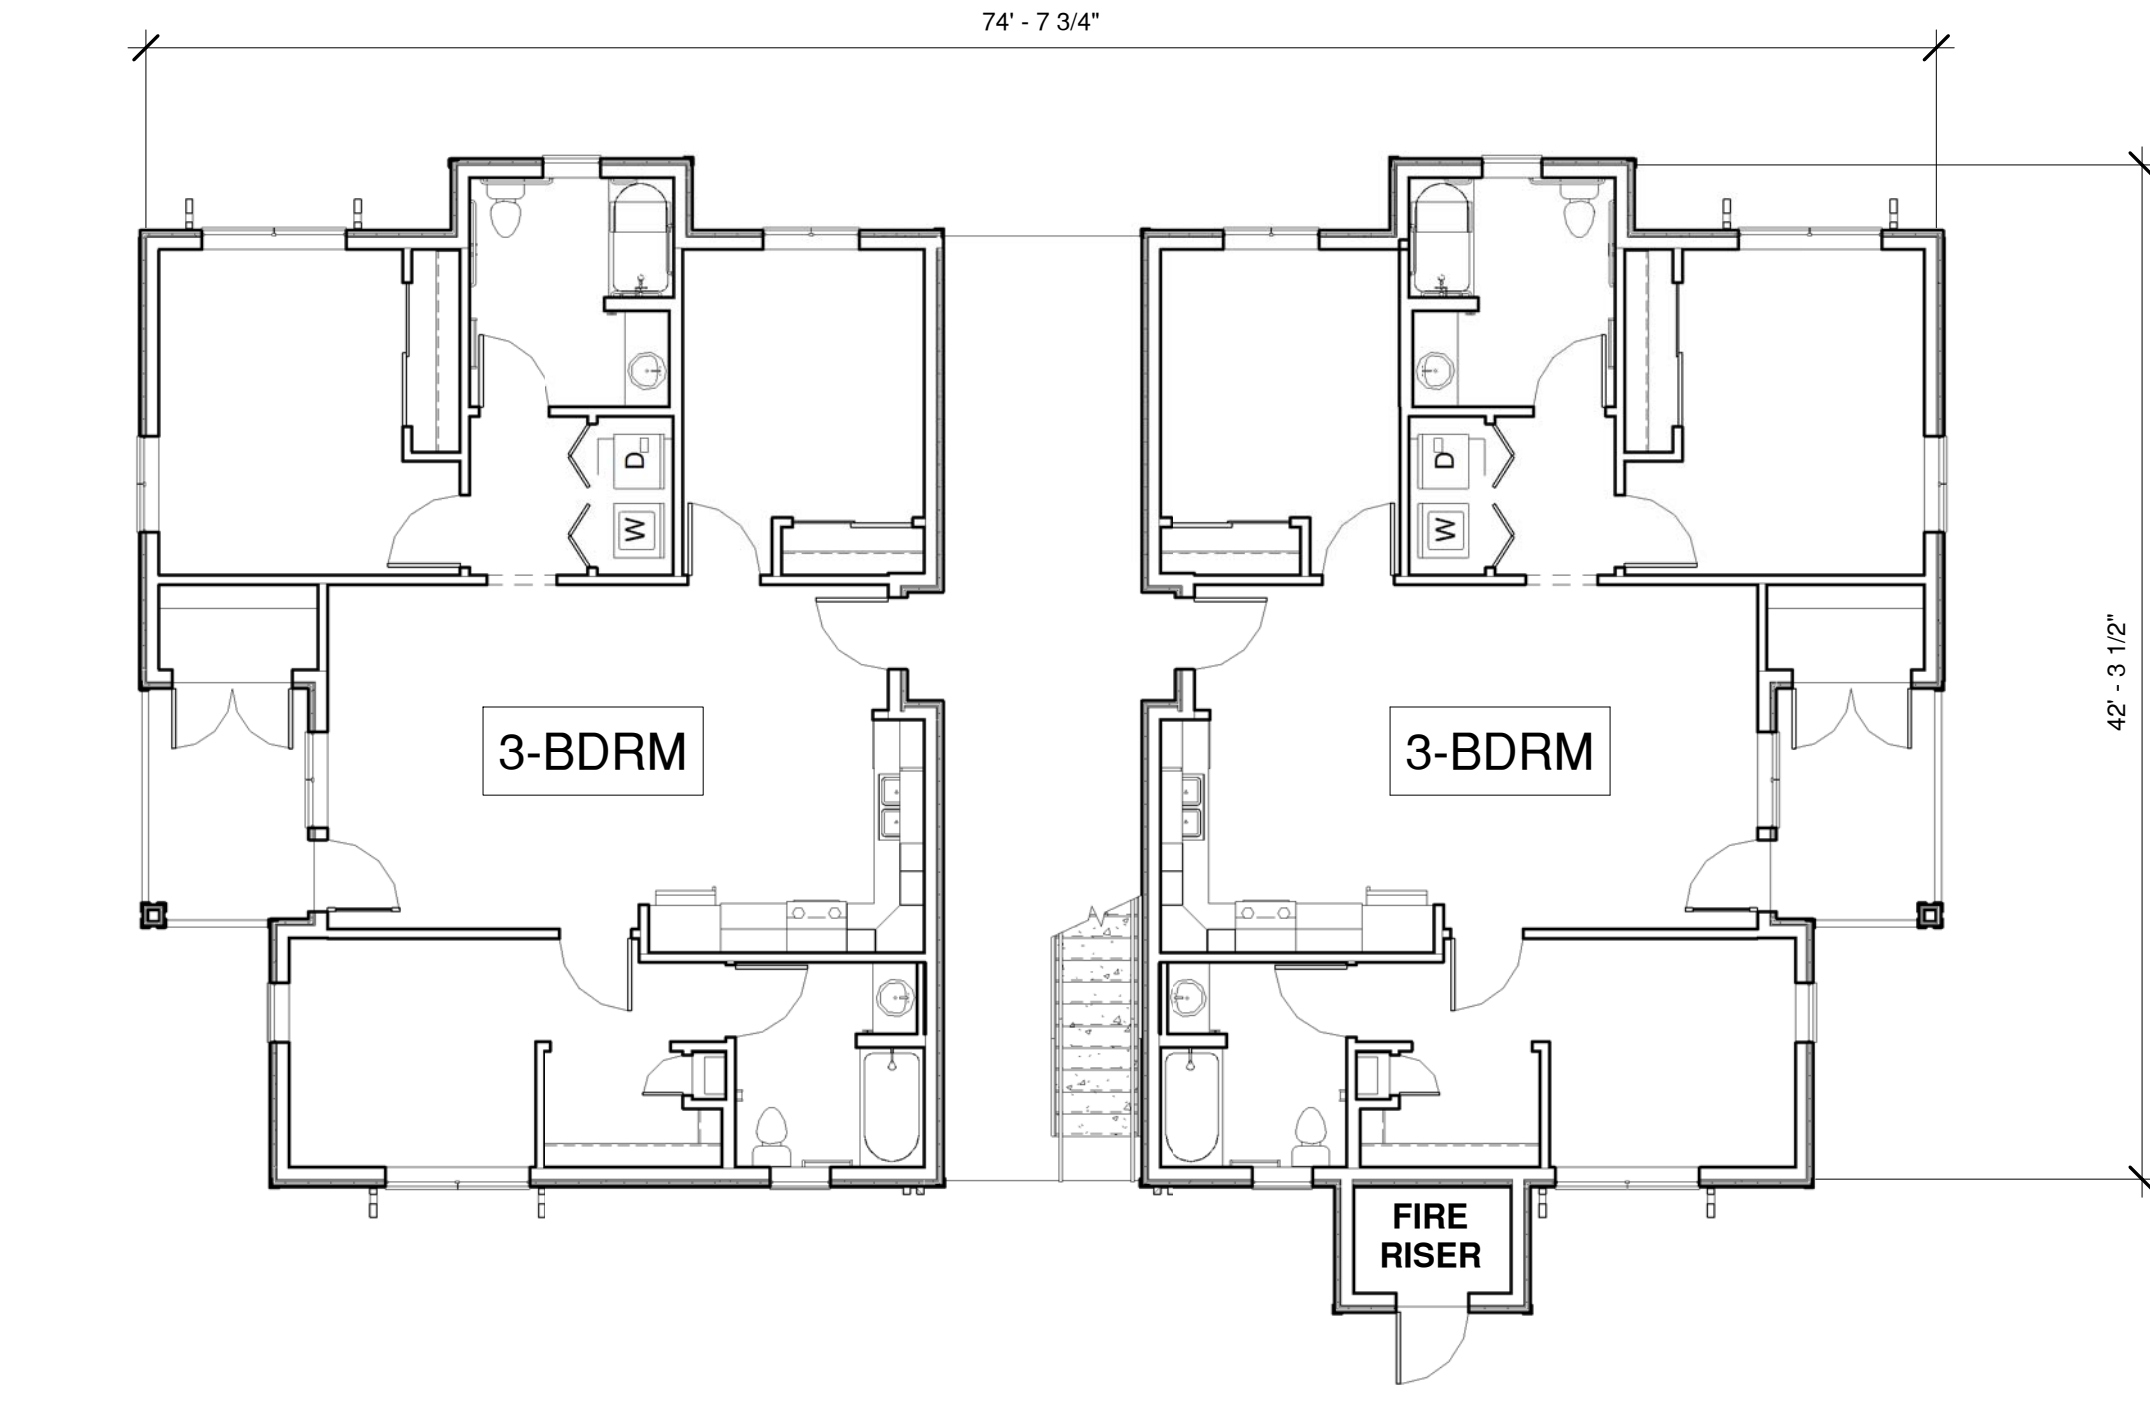 74' - 7 3/4"
D
W
D
W
42' - 3 1/2"
3-BDRM
3-BDRM
FIRE
RISER